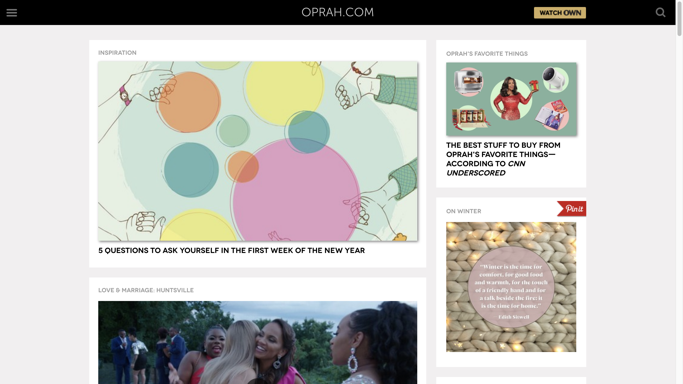 OPRAH.COM
WATCH OWN
INSPIRATION
5 QUESTIONS TO ASK YOURSELF IN THE FIRST WEEK OF THE NEW YEAR
LOVE & MARRIAGE: HUNTSVILLE
OPRAH'S FAVORITE THINGS
THE BEST STUFF TO BUY FROM
OPRAH'S FAVORITE THINGS—
ACCORDING TO CNN
UNDERSCORED
ON WINTER
Pinit
"Winter is the time for
comfort, for good food
and warmth, for the touch
of a friendly hand and for
a talk beside the fire: it
is the time for home."
Edith Sitwell